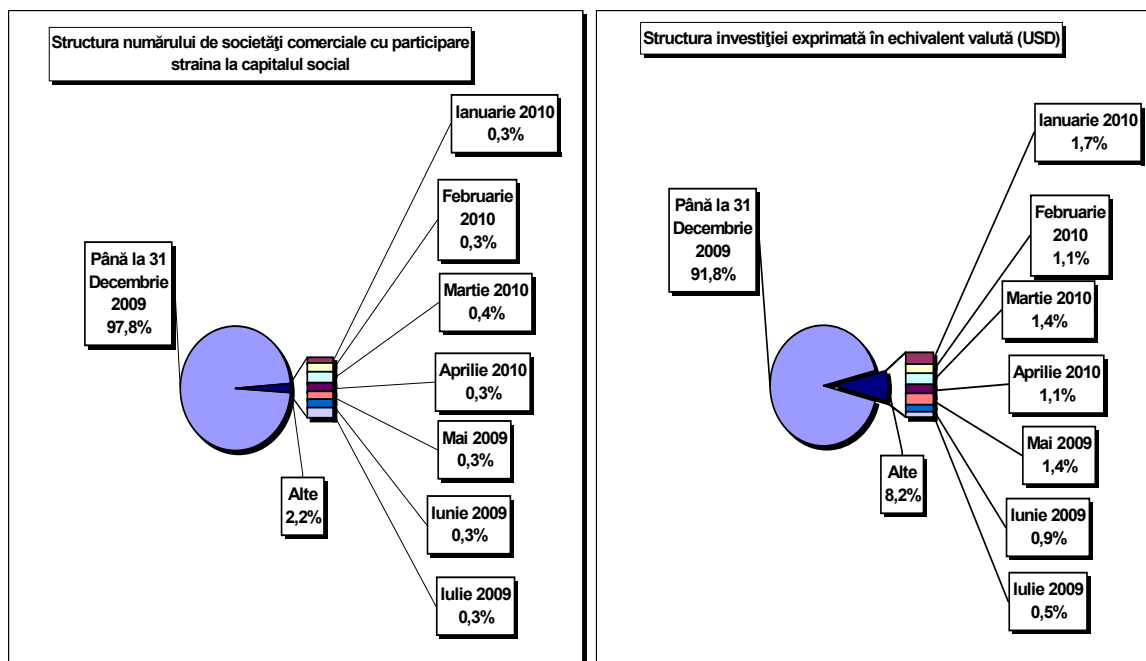 Structura numărului de societăţi comerciale cu participare
straina la capitalul social
Ianuarie 2010
0,3%
Februarie
2010
0,3%
Până la 31
Decembrie
2009
97,8%
Martie 2010
0,4%
Aprilie 2010
0,3%
Mai 2009
0,3%
Alte
2,2%
Iunie 2009
0,3%
Iulie 2009
0,3%
Structura investiţiei exprimată în echivalent valută (USD)
Ianuarie 2010
1,7%
Până la 31
Decembrie
2009
91,8%
Februarie
2010
1,1%
Martie 2010
1,4%
Aprilie 2010
1,1%
Mai 2009
1,4%
Alte
8,2%
Iunie 2009
0,9%
Iulie 2009
0,5%